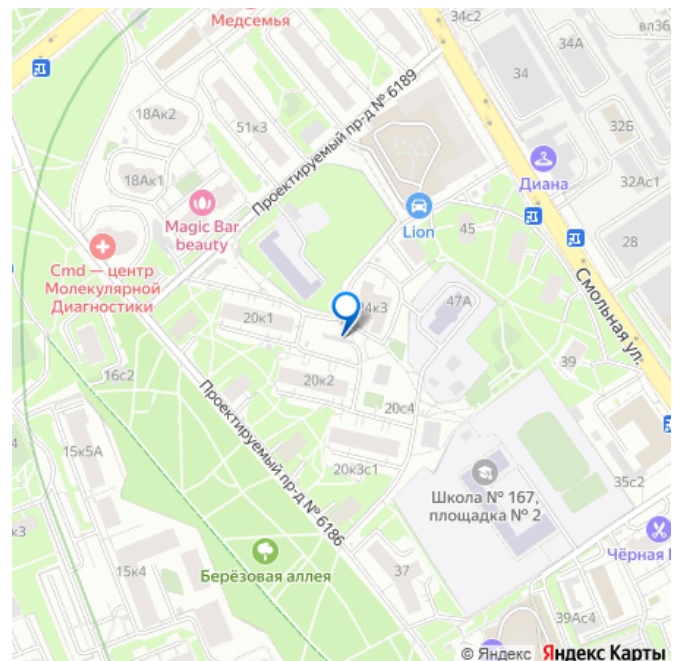 Медсемья
34с2
34А
вл36,
34
18Ак2
51к3
Проектируемый пр-д № 6189
32Б
Диана
32Ас1
18Ак1
Magic Bar
beauty
Lion
45
28
Cmd — центр
Молекулярной
Диагностики
47А
Смольная ул.
20к1
39
16с2
20к2
20с4
Проектируемый пр-д № 6186
15к5А
20к3с1
Школа № 167,
площадка № 2
35с2
к3
Чёрная
15к4
Берёзовая аллея
37
39Ас4
© Яндекс Яндекс Карты